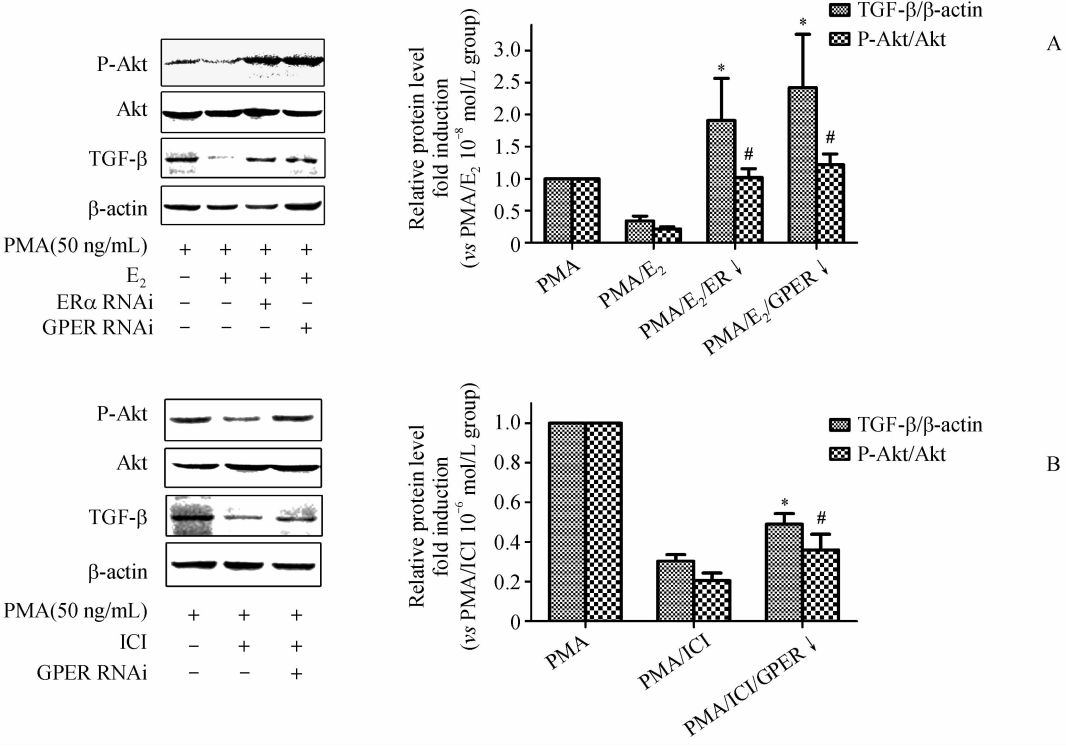 TGF-β/β-actin
P-Akt/Akt
A
P-Akt
Akt
TGF-β
β-actin
PMA(50 ng/mL) + + + +
E₂ − + + +
ERα RNAi − − + −
GPER RNAi − − − +
Relative protein level
fold induction
(vs PMA/E₂ 10⁻⁸ mol/L group)
3.0
2.5
2.0
1.5
1.0
0.5
0
* # * #
PMA
PMA/E₂
PMA/E₂/ER↓
PMA/E₂/GPER↓
P-Akt
Akt
TGF-β
β-actin
PMA(50 ng/mL) + + +
ICI − + +
GPER RNAi − − +
Relative protein level
fold induction
(vs PMA/ICI 10⁻⁶ mol/L group)
1.0
0.8
0.6
0.4
0.2
0
* #
PMA
PMA/ICI
PMA/ICI/GPER↓
TGF-β/β-actin
P-Akt/Akt
B